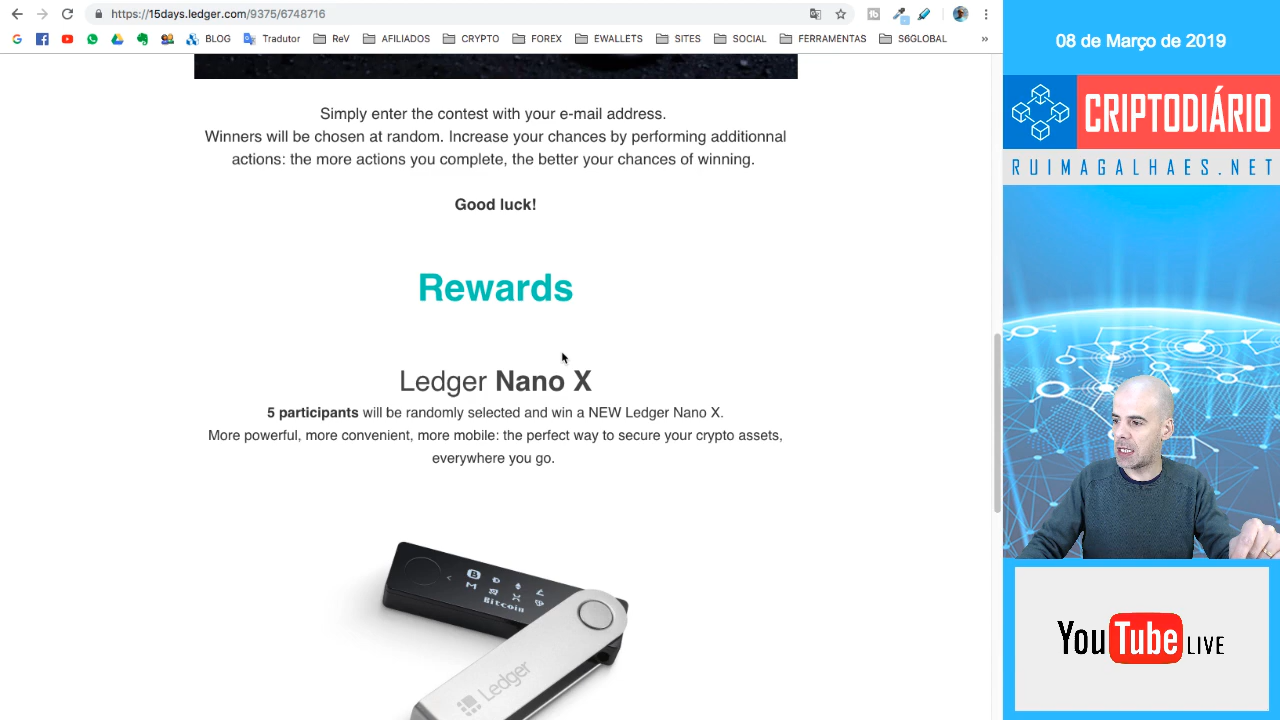 https://15days.ledger.com/9375/6748716
BLOG
Tradutor
ReV
AFILIADOS
CRYPTO
FOREX
EWALLETS
SITES
SOCIAL
FERRAMENTAS
S6GLOBAL
»
Simply enter the contest with your e-mail address.
Winners will be chosen at random. Increase your chances by performing additionnal
actions: the more actions you complete, the better your chances of winning.
Good luck!
Rewards
Ledger Nano X
5 participants will be randomly selected and win a NEW Ledger Nano X.
More powerful, more convenient, more mobile: the perfect way to secure your crypto assets,
everywhere you go.
Bitcoin
Ledger
08 de Março de 2019
CRIPTODIÁRIO
RUIMAGALHAES.NET
YouTube LIVE